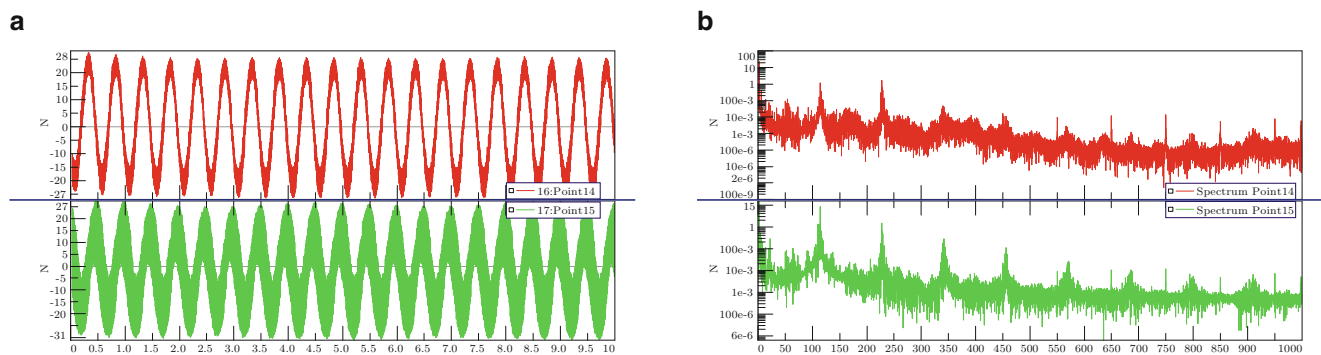 a
28
20
15
5
0
-5
-10
-15
-20
-27
N
16:Point14
27
20
15
5
0
-5
-10
-15
-20
-31
N
17:Point15
0 0.5 1.0 1.5 2.0 2.5 3.0 3.5 4.0 4.5 5.0 5.5 6.0 6.5 7.0 7.5 8.0 8.5 9.0 9.5 10
b
100
1
100e-3
10e-3
1e-3
100e-6
10e-6
2e-6
100e-9
N
Spectrum Point14
15
1
100e-3
10e-3
1e-3
100e-6
6e-6
N
Spectrum Point15
0 50 100 150 200 250 300 350 400 450 500 550 600 650 700 750 800 850 900 1000